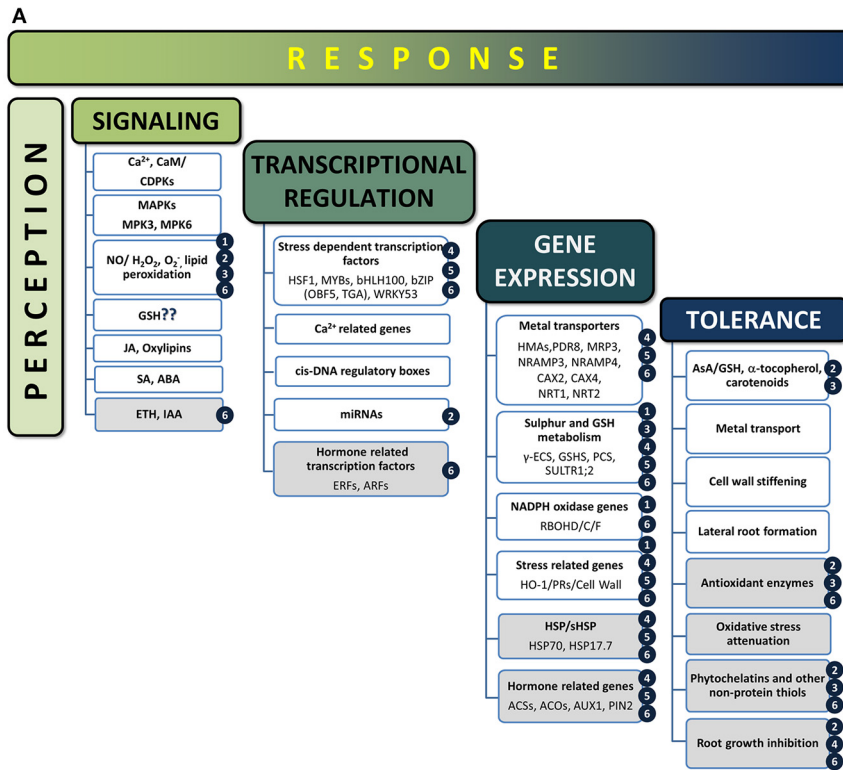 A
RESPONSE
PERCEPTION
SIGNALING
Ca²⁺, CaM/
CDPKs
MAPKs
MPK3, MPK6
NO/ H₂O₂, O₂⁻, lipid
peroxidation
1
2
3
6
GSH??
JA, Oxylipins
SA, ABA
ETH, IAA
6
TRANSCRIPTIONAL
REGULATION
Stress dependent transcription
factors
HSF1, MYBs, bHLH100, bZIP
(OBF5, TGA), WRKY53
4
5
6
Ca²⁺ related genes
cis-DNA regulatory boxes
miRNAs
2
Hormone related
transcription factors
ERFs, ARFs
6
GENE
EXPRESSION
Metal transporters
HMAs,PDR8, MRP3,
NRAMP3, NRAMP4,
CAX2, CAX4,
NRT1, NRT2
4
5
6
Sulphur and GSH
metabolism
γ-ECS, GSHS, PCS,
SULTR1;2
1
3
4
5
6
NADPH oxidase genes
RBOHD/C/F
1
6
Stress related genes
HO-1/PRs/Cell Wall
1
4
5
6
HSP/sHSP
HSP70, HSP17.7
4
5
6
Hormone related genes
ACSs, ACOs, AUX1, PIN2
4
5
6
TOLERANCE
AsA/GSH, α-tocopherol,
carotenoids
2
3
Metal transport
Cell wall stiffening
Lateral root formation
Antioxidant enzymes
2
3
6
Oxidative stress
attenuation
Phytochelatins and other
non-protein thiols
2
3
6
Root growth inhibition
2
4
6